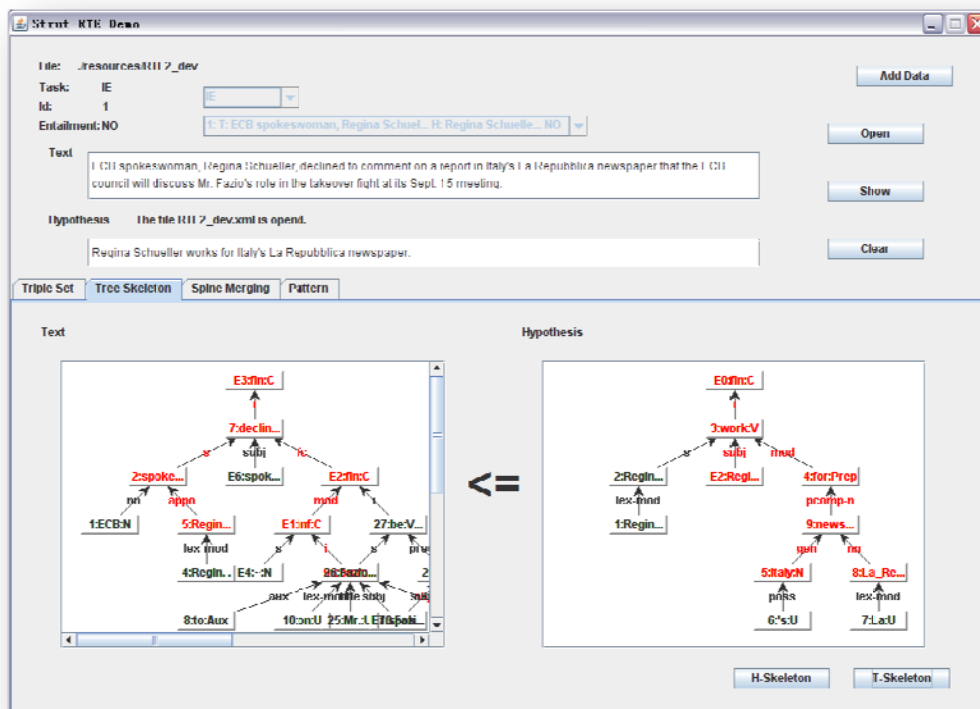 Strut RTE Demo
File: ./resources/RTE2_dev
Add Data
Task: IE
IE
Id: 1
Entailment: NO
1: T: ECB spokeswoman, Regina Schuel... H: Regina Schuelle... NO
Open
Text
ECB spokeswoman, Regina Schueller, declined to comment on a report in Italy's La Repubblica newspaper that the ECB
council will discuss Mr. Fazio's role in the takeover fight at its Sept. 15 meeting.
Show
Hypothesis The file RTE2_dev.xml is opend.
Clear
Regina Schueller works for Italy's La Repubblica newspaper.
Triple Set Tree Skeleton Spine Merging Pattern
Text Hypothesis
E3:fin:C
i
7:declin...
s subj
2:spoke... E6:spok... E2:fin:C
nn appo mod i
1:ECB:N 5:Regin... E1:inf:C 27:be:V...
lex-mod s i s
4:Regin... E4:~:N
aux subj
8:to:Aux 10:on:U 25:Mr.:U
<=
E0:fin:C
i
3:work:V
s subj mod
2:Regin... E2:Regi... 4:for:Prep
lex-mod pcomp-n
1:Regin... 9:news...
gen nn
5:Italy:N 8:La_Re...
poss lex-mod
6:'s:U 7:La:U
H-Skeleton T-Skeleton